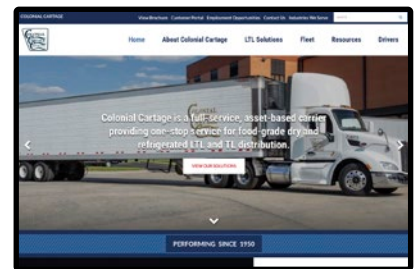 COLONIAL CARTAGE
View Brochure Customer Portal Employment Opportunities Contact Us Industries We Serve
Home About Colonial Cartage LTL Solutions Fleet Resources Drivers
Colonial Cartage is a full-service, asset-based carrier
providing one-stop service for food-grade dry and
refrigerated LTL and TL distribution.
VIEW OUR SOLUTIONS
PERFORMING SINCE 1950